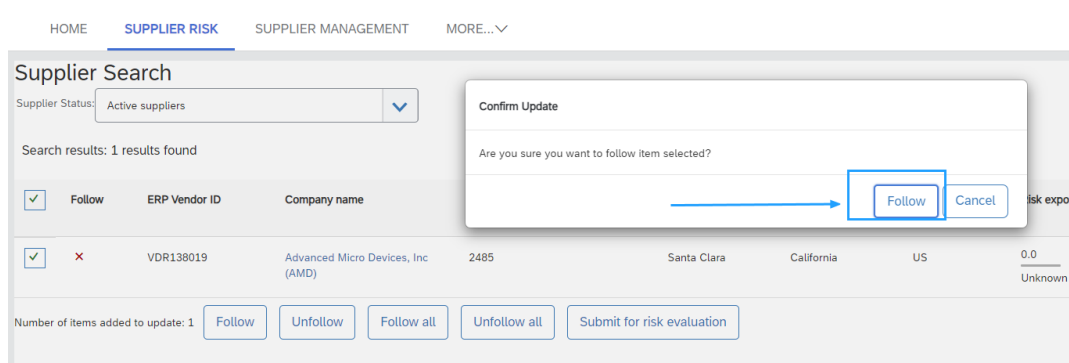 HOME SUPPLIER RISK SUPPLIER MANAGEMENT MORE...
Supplier Search
Supplier Status: Active suppliers
Confirm Update
Search results: 1 results found
Are you sure you want to follow item selected?
Follow Cancel
Follow ERP Vendor ID Company name risk expo
VDR138019 Advanced Micro Devices, Inc 2485 Santa Clara California US 0.0
(AMD)
Unknown
Number of items added to update: 1 Follow Unfollow Follow all Unfollow all Submit for risk evaluation